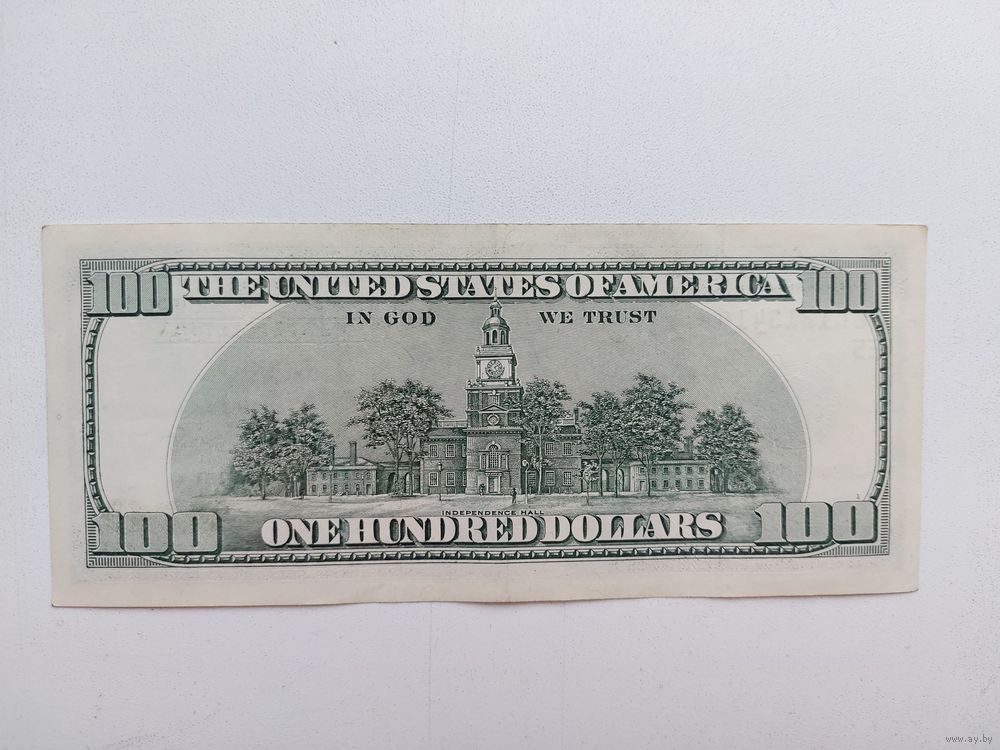 100 THE UNITED STATES OF AMERICA 100
IN GOD WE TRUST
INDEPENDENCE HALL
100 ONE HUNDRED DOLLARS 100
www.ay.by